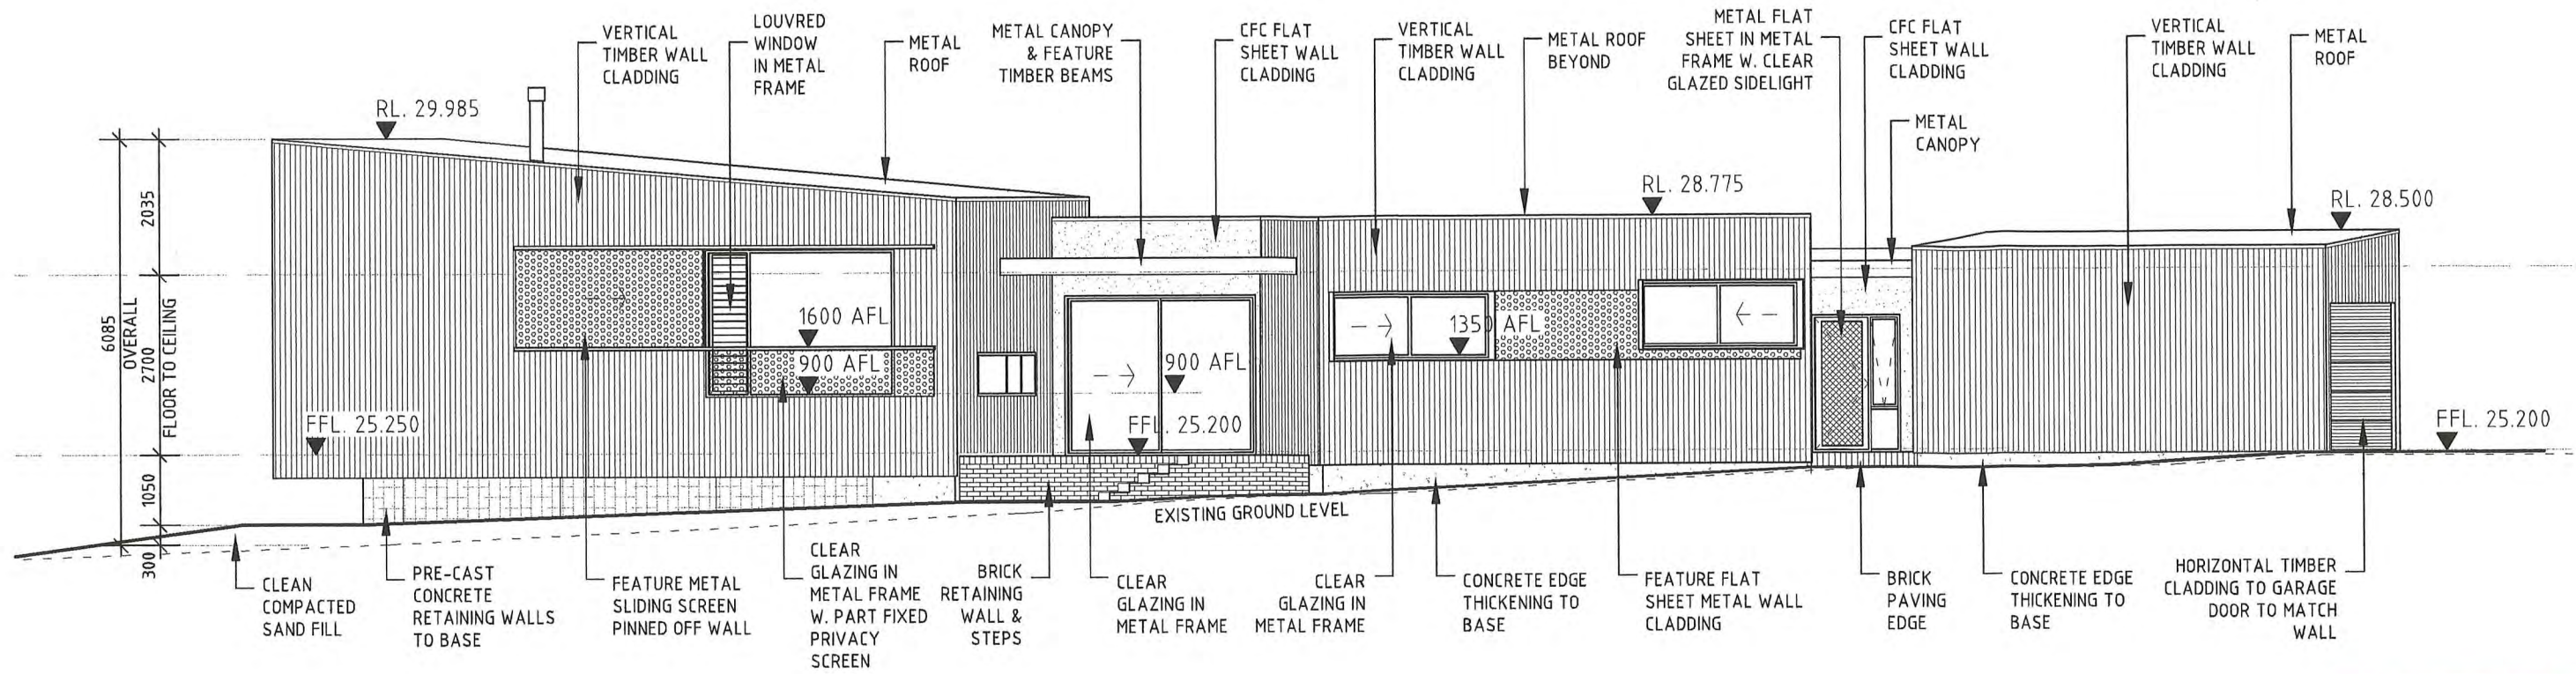 VERTICAL
TIMBER WALL
CLADDING
LOUVRED
WINDOW
IN METAL
FRAME
METAL
ROOF
METAL CANOPY
& FEATURE
TIMBER BEAMS
CFC FLAT
SHEET WALL
CLADDING
VERTICAL
TIMBER WALL
CLADDING
METAL ROOF
BEYOND
METAL FLAT
SHEET IN METAL
FRAME W. CLEAR
GLAZED SIDELIGHT
CFC FLAT
SHEET WALL
CLADDING
METAL
CANOPY
VERTICAL
TIMBER WALL
CLADDING
METAL
ROOF
RL. 29.985
RL. 28.775
RL. 28.500
6085
OVERALL
2035
2700
FLOOR TO CEILING
1050
300
1600 AFL
900 AFL
900 AFL
1350 AFL
FFL. 25.250
FFL. 25.200
FFL. 25.200
EXISTING GROUND LEVEL
CLEAN
COMPACTED
SAND FILL
PRE-CAST
CONCRETE
RETAINING WALLS
TO BASE
FEATURE METAL
SLIDING SCREEN
PINNED OFF WALL
CLEAR
GLAZING IN
METAL FRAME
W. PART FIXED
PRIVACY
SCREEN
BRICK
RETAINING
WALL &
STEPS
CLEAR
GLAZING IN
METAL FRAME
CLEAR
GLAZING IN
METAL FRAME
CONCRETE EDGE
THICKENING TO
BASE
FEATURE FLAT
SHEET METAL WALL
CLADDING
BRICK
PAVING
EDGE
CONCRETE EDGE
THICKENING TO
BASE
HORIZONTAL TIMBER
CLADDING TO GARAGE
DOOR TO MATCH
WALL